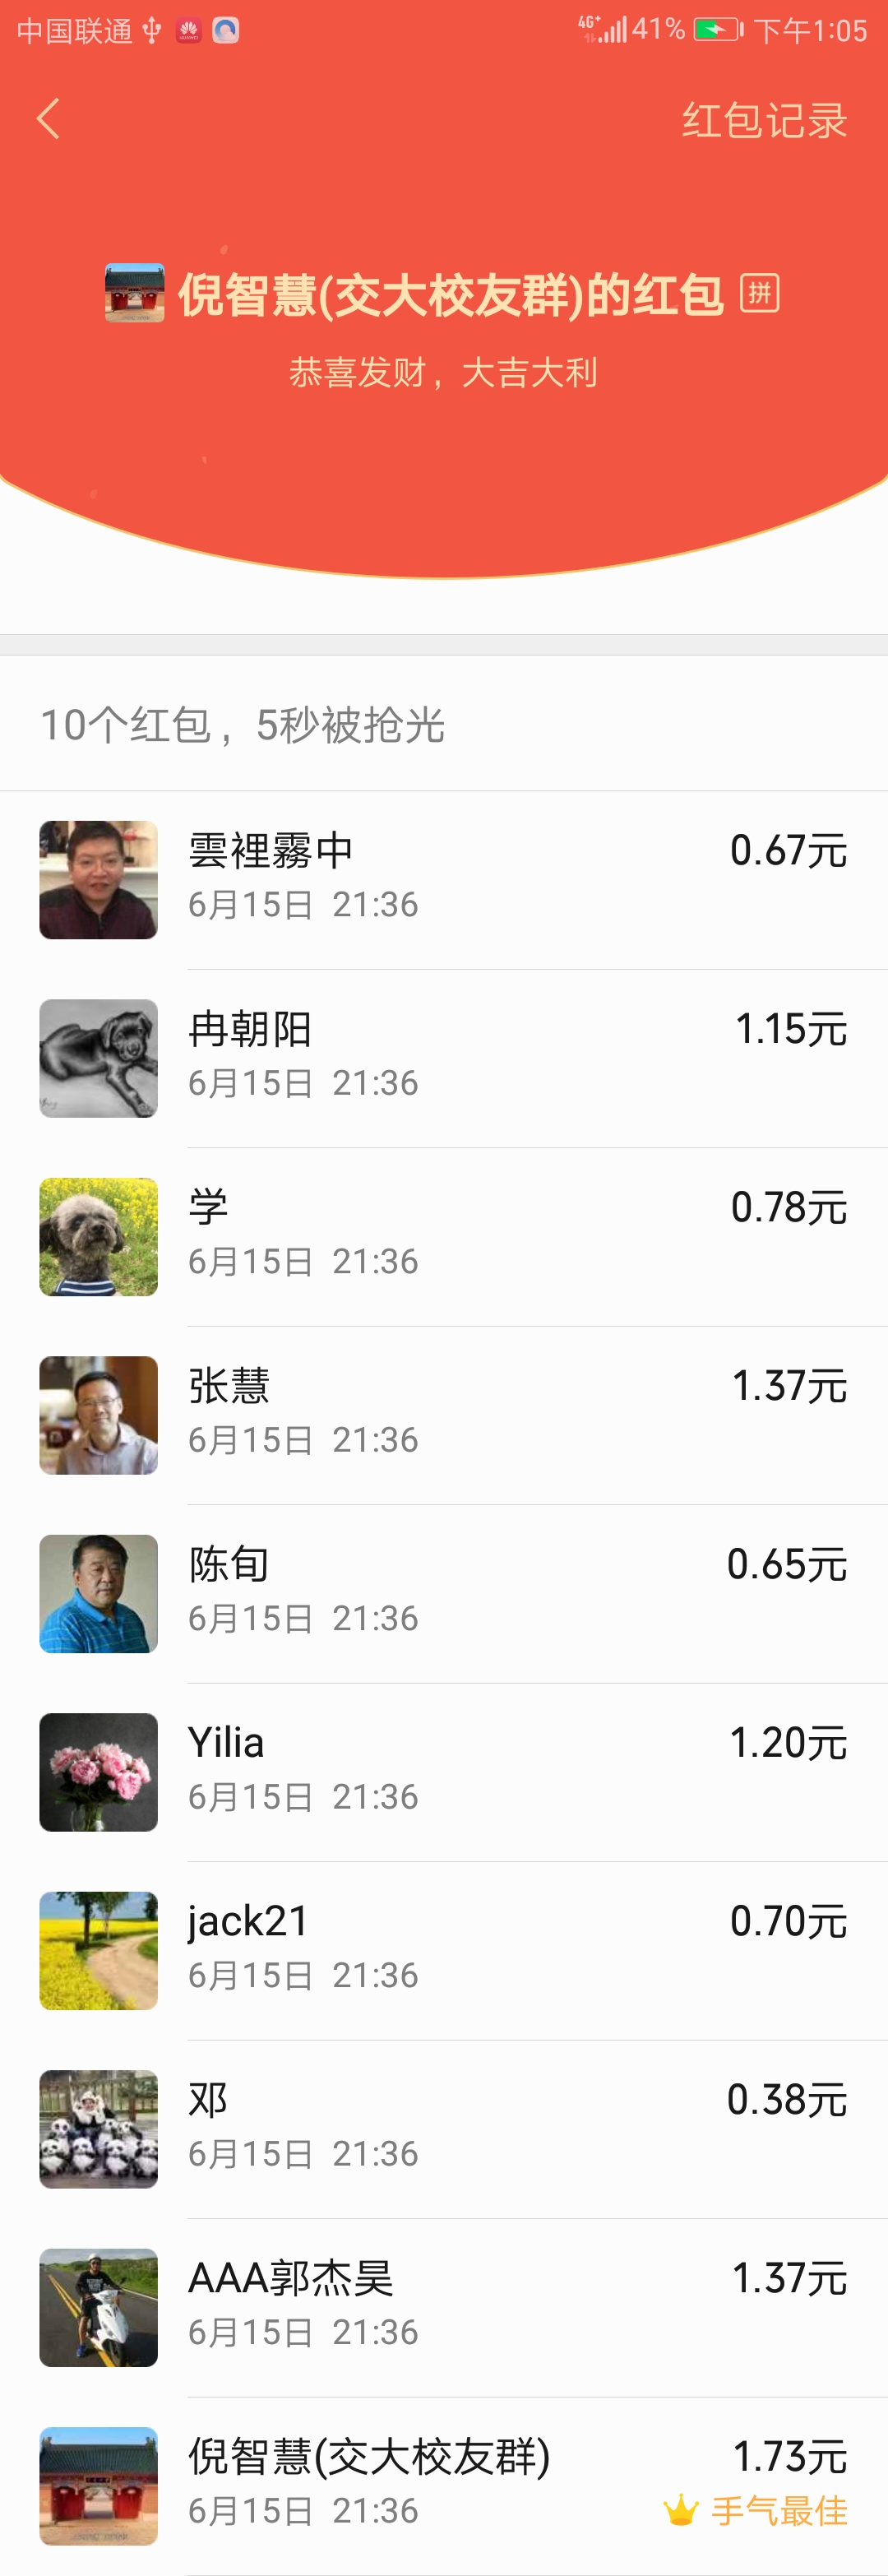 中国联通 4G+ 41% 下午1:05
红包记录
倪智慧(交大校友群)的红包 拼
恭喜发财，大吉大利
10个红包，5秒被抢光
雲裡霧中 0.67元
6月15日 21:36
冉朝阳 1.15元
6月15日 21:36
学 0.78元
6月15日 21:36
张慧 1.37元
6月15日 21:36
陈旬 0.65元
6月15日 21:36
Yilia 1.20元
6月15日 21:36
jack21 0.70元
6月15日 21:36
邓 0.38元
6月15日 21:36
AAA郭杰昊 1.37元
6月15日 21:36
倪智慧(交大校友群) 1.73元
6月15日 21:36 手气最佳